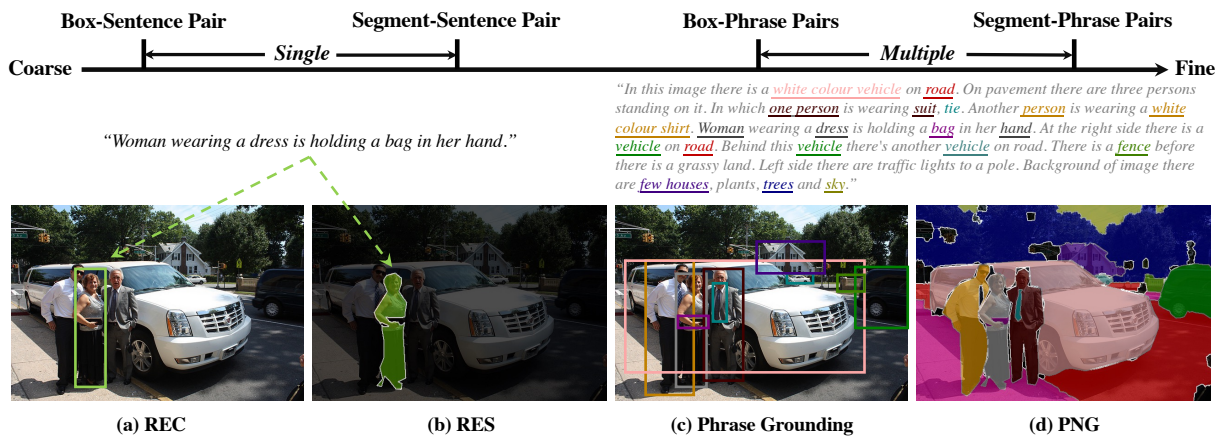 Box-Sentence Pair
Segment-Sentence Pair
Box-Phrase Pairs
Segment-Phrase Pairs
Coarse
Single
Multiple
Fine
“Woman wearing a dress is holding a bag in her hand.”
“In this image there is a white colour vehicle on road. On pavement there are three persons
standing on it. In which one person is wearing suit, tie. Another person is wearing a white
colour shirt. Woman wearing a dress is holding a bag in her hand. At the right side there is a
vehicle on road. Behind this vehicle there's another vehicle on road. There is a fence before
there is a grassy land. Left side there are traffic lights to a pole. Background of image there
are few houses, plants, trees and sky.”
(a) REC
(b) RES
(c) Phrase Grounding
(d) PNG